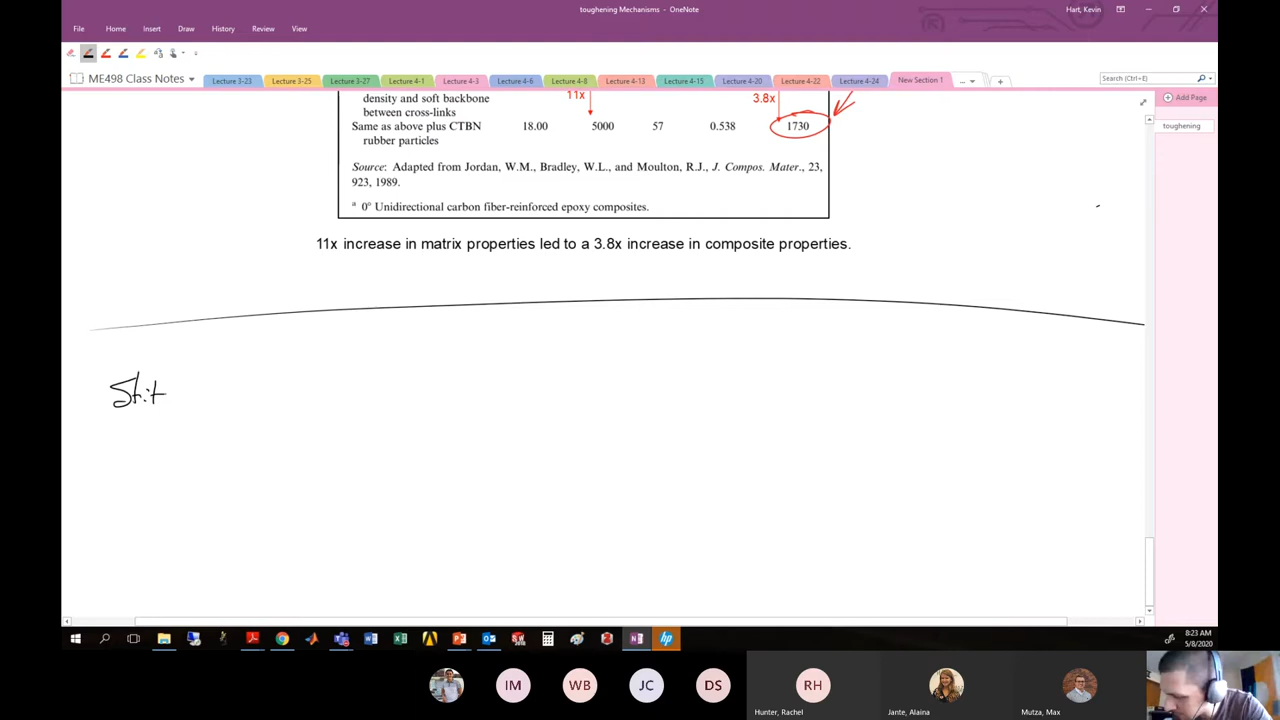 toughening Mechanisms - OneNote
Hart, Kevin
File Home Insert Draw History Review View
ME498 Class Notes
Lecture 3-23 Lecture 3-25 Lecture 3-27 Lecture 4-1 Lecture 4-3 Lecture 4-6 Lecture 4-8 Lecture 4-13 Lecture 4-15 Lecture 4-20 Lecture 4-22 Lecture 4-24 New Section 1 ...
Search (Ctrl+E)
Add Page
toughening
density and soft backbone 11x 3.8x
between cross-links
Same as above plus CTBN 18.00 5000 57 0.538 1730
rubber particles
Source: Adapted from Jordan, W.M., Bradley, W.L., and Moulton, R.J., J. Compos. Mater., 23,
923, 1989.
a 0° Unidirectional carbon fiber-reinforced epoxy composites.
11x increase in matrix properties led to a 3.8x increase in composite properties.
Stit
8:23 AM
5/8/2020
IM WB JC DS RH
Hunter, Rachel Jante, Alaina Mutza, Max